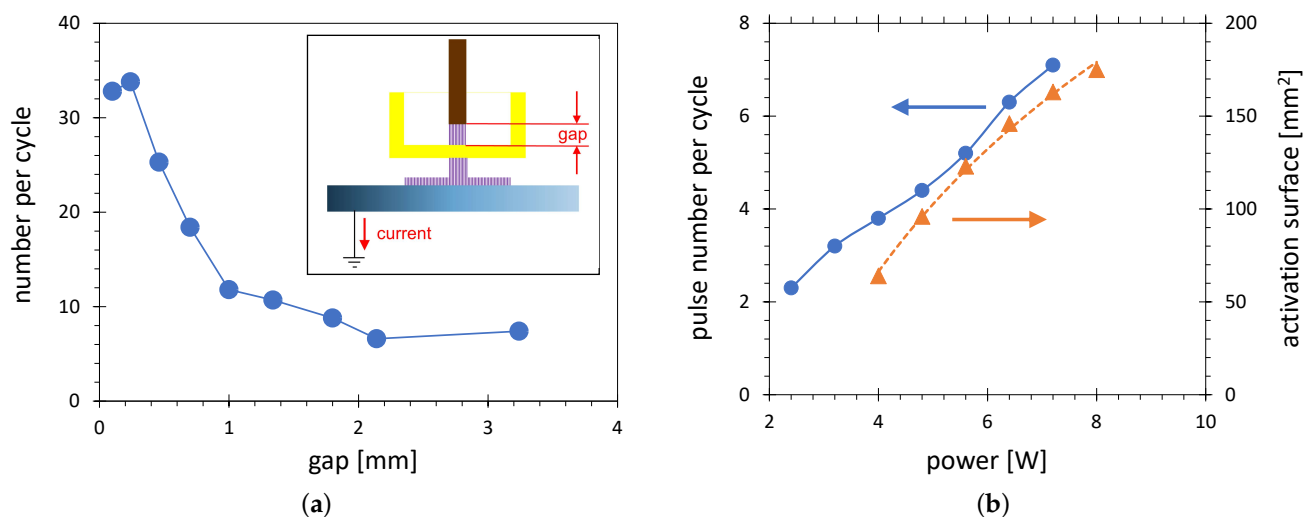 40
30
20
10
0
number per cycle
0 1 2 3 4
gap [mm]
gap
current
(a)
8
6
4
2
0
pulse number per cycle
200
150
100
50
0
activation surface [mm²]
2 4 6 8 10
power [W]
(b)